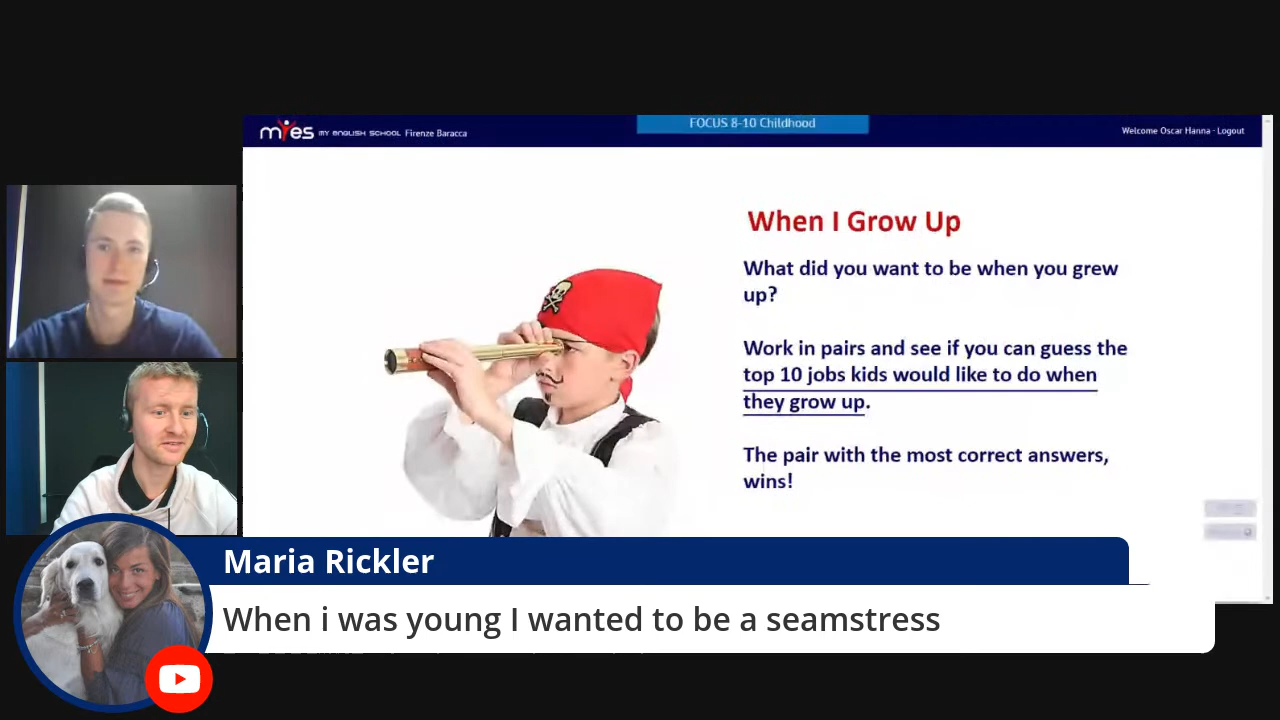 myes MY ENGLISH SCHOOL Firenze Baracca
FOCUS 8-10 Childhood
Welcome Oscar Hanna - Logout
When I Grow Up
What did you want to be when you grew
up?
Work in pairs and see if you can guess the
top 10 jobs kids would like to do when
they grow up.
The pair with the most correct answers,
wins!
Maria Rickler
When i was young I wanted to be a seamstress